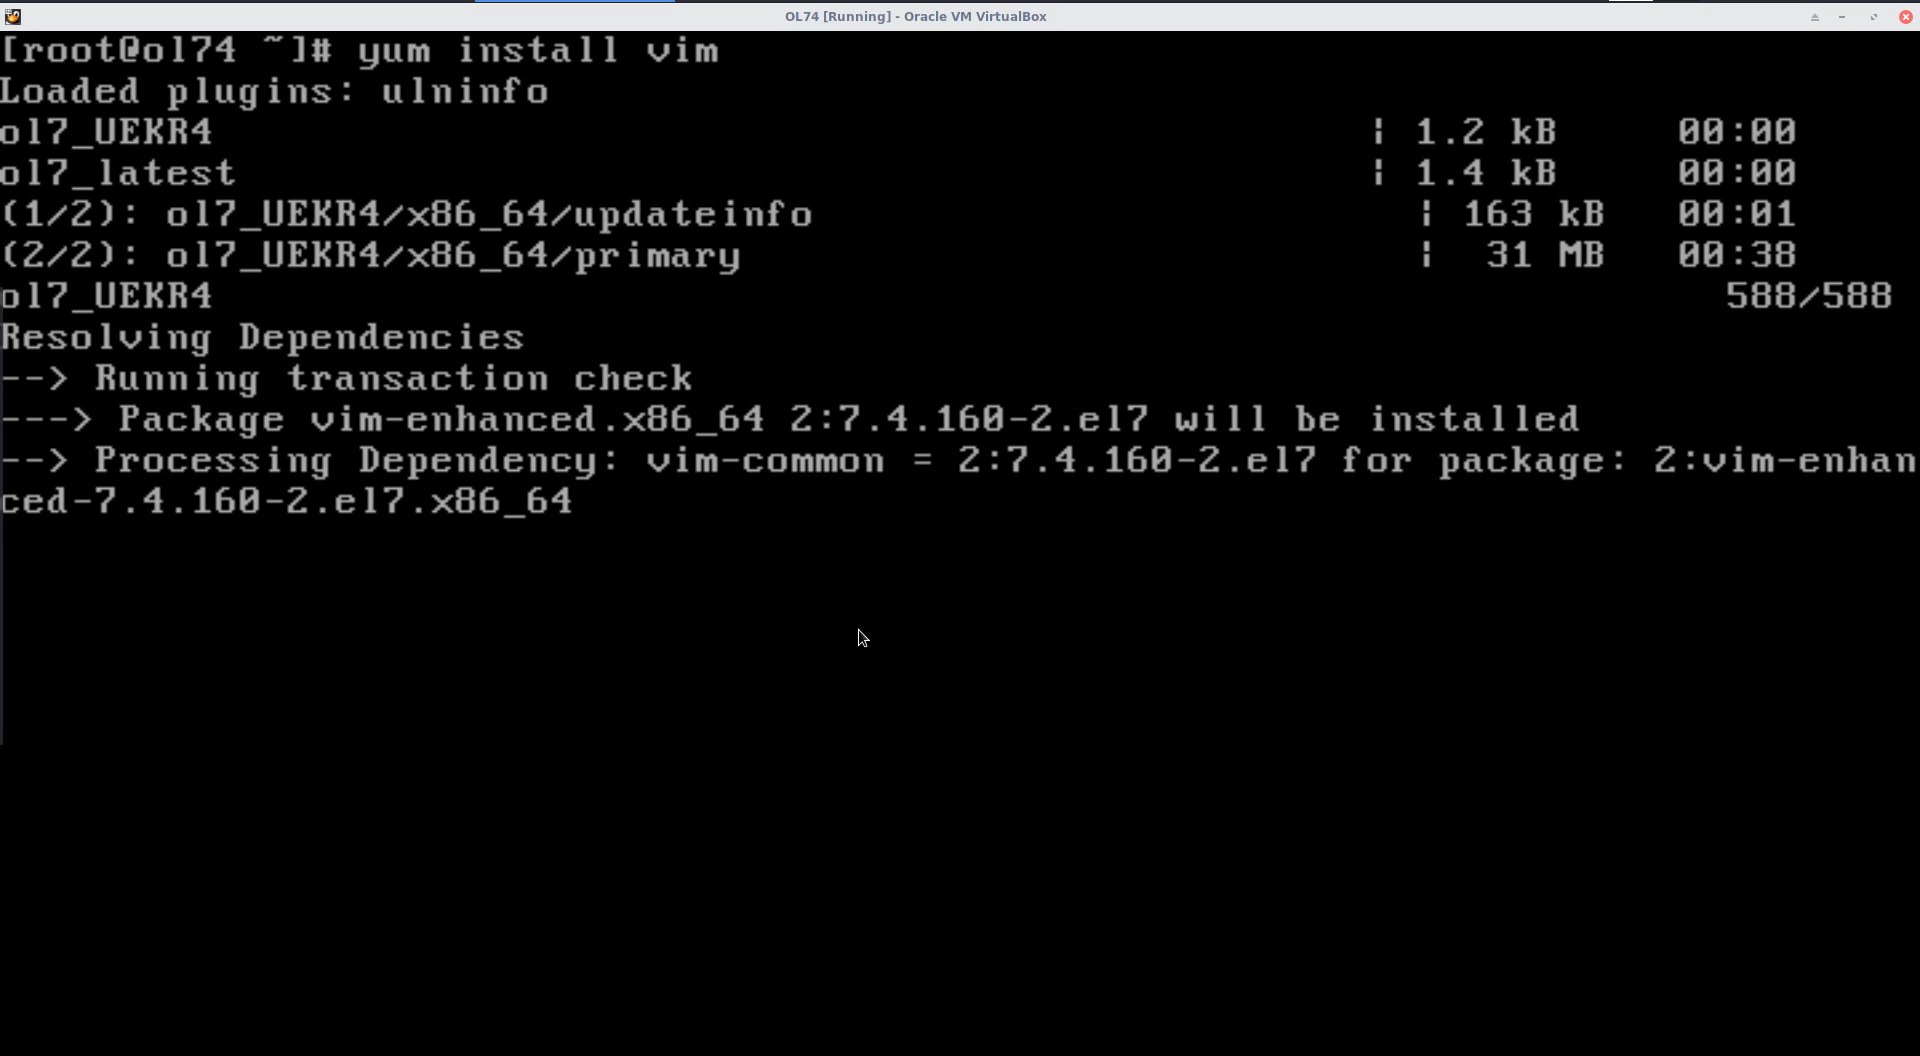 OL74 [Running] - Oracle VM VirtualBox
[root@ol74 ~]# yum install vim
Loaded plugins: ulninfo
ol7_UEKR4 | 1.2 kB 00:00
ol7_latest | 1.4 kB 00:00
(1/2): ol7_UEKR4/x86_64/updateinfo | 163 kB 00:01
(2/2): ol7_UEKR4/x86_64/primary | 31 MB 00:38
ol7_UEKR4 588/588
Resolving Dependencies
--> Running transaction check
---> Package vim-enhanced.x86_64 2:7.4.160-2.el7 will be installed
--> Processing Dependency: vim-common = 2:7.4.160-2.el7 for package: 2:vim-enhan
ced-7.4.160-2.el7.x86_64